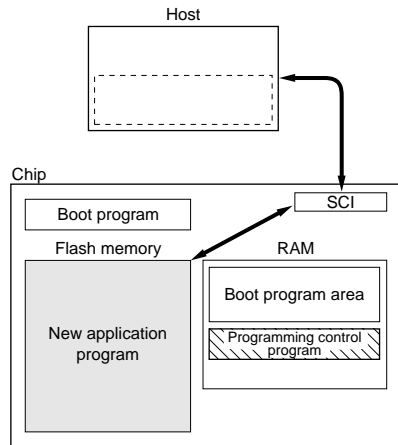 Host
Chip
SCI
Boot program
Flash memory
RAM
Boot program area
New application
program
Programming control
program